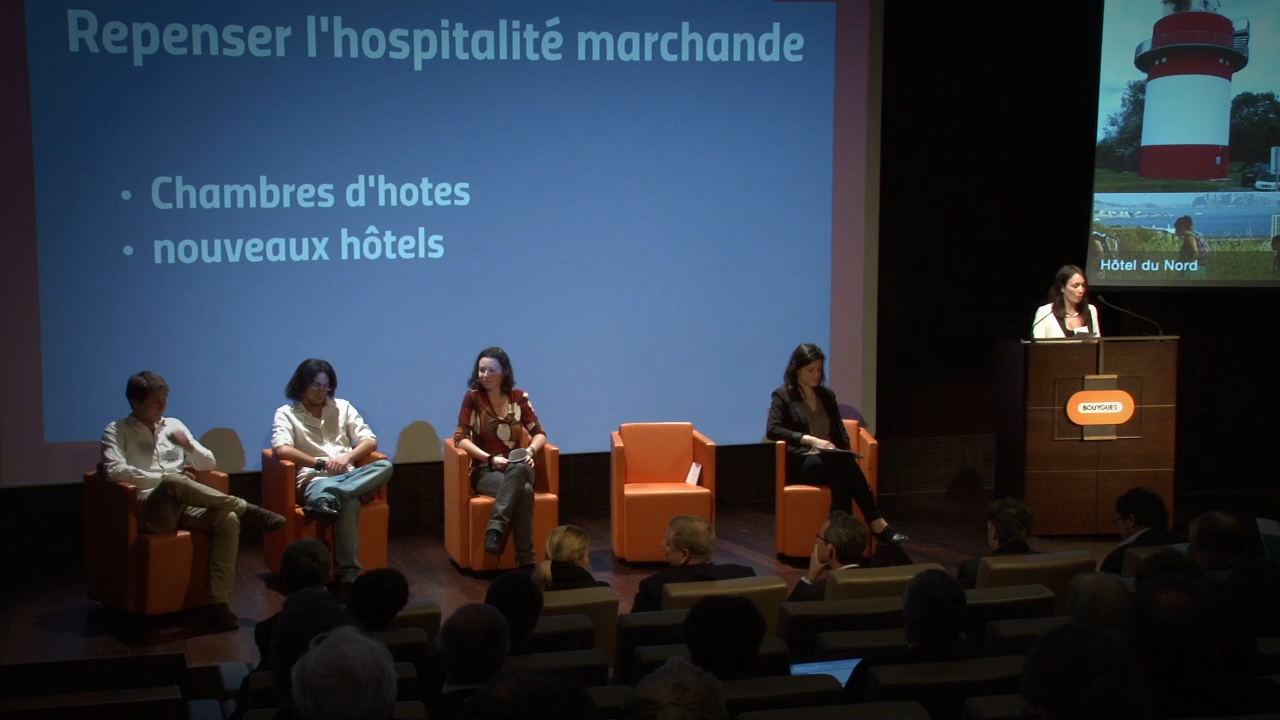 Repenser l'hospitalité marchande
• Chambres d'hotes
• nouveaux hôtels
Hôtel du Nord
BOUYGUES